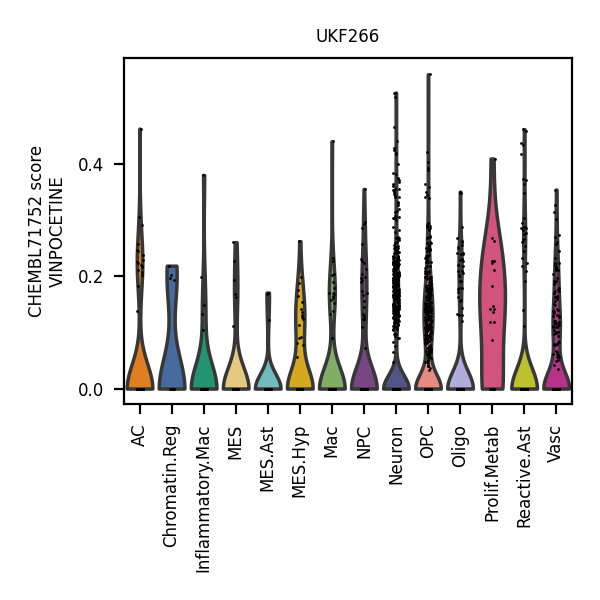 UKF266
CHEMBL71752 score
VINPOCETINE
0.4
0.2
0.0
AC
Chromatin.Reg
Inflammatory.Mac
MES
MES.Ast
MES.Hyp
Mac
NPC
Neuron
OPC
Oligo
Prolif.Metab
Reactive.Ast
Vasc